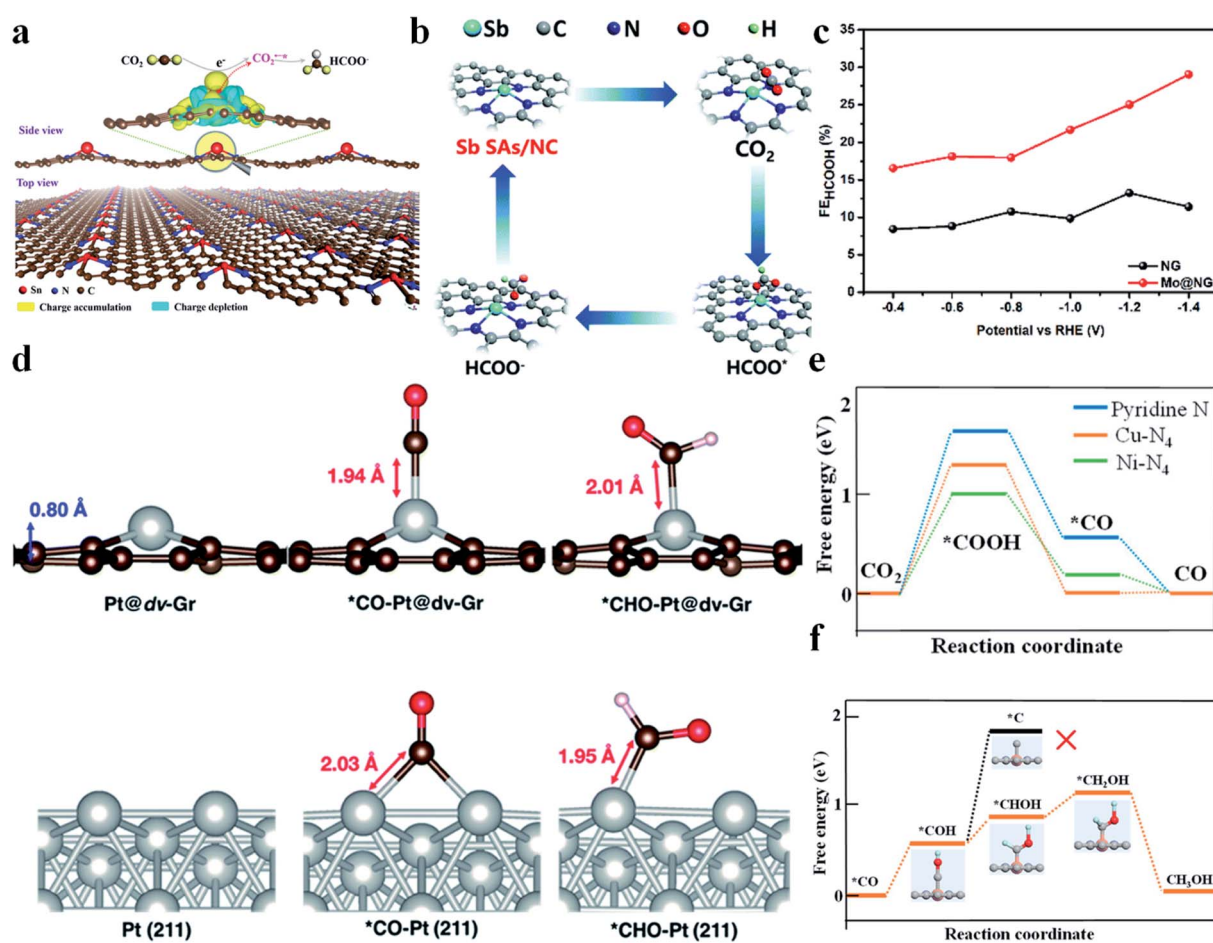 a
CO₂
e⁻
CO₂•⁻*
HCOO⁻
Side view
Top view
Sn N C
Charge accumulation Charge depletion
b
Sb C N O H
Sb SAs/NC
CO₂
HCOO⁻
HCOO*
c
FE_HCOOH (%)
35
30
25
20
15
10
5
0
-0.4 -0.6 -0.8 -1.0 -1.2 -1.4
NG
Mo@NG
Potential vs RHE (V)
d
0.80 Å
1.94 Å
2.01 Å
Pt@dv-Gr
*CO-Pt@dv-Gr
*CHO-Pt@dv-Gr
2.03 Å
1.95 Å
Pt (211)
*CO-Pt (211)
*CHO-Pt (211)
e
Free energy (eV)
2
1
0
Pyridine N
Cu-N₄
Ni-N₄
CO₂
*COOH
*CO
CO
Reaction coordinate
f
Free energy (eV)
2
1
0
*C
*CO
*COH
*CHOH
*CH₂OH
CH₃OH
Reaction coordinate